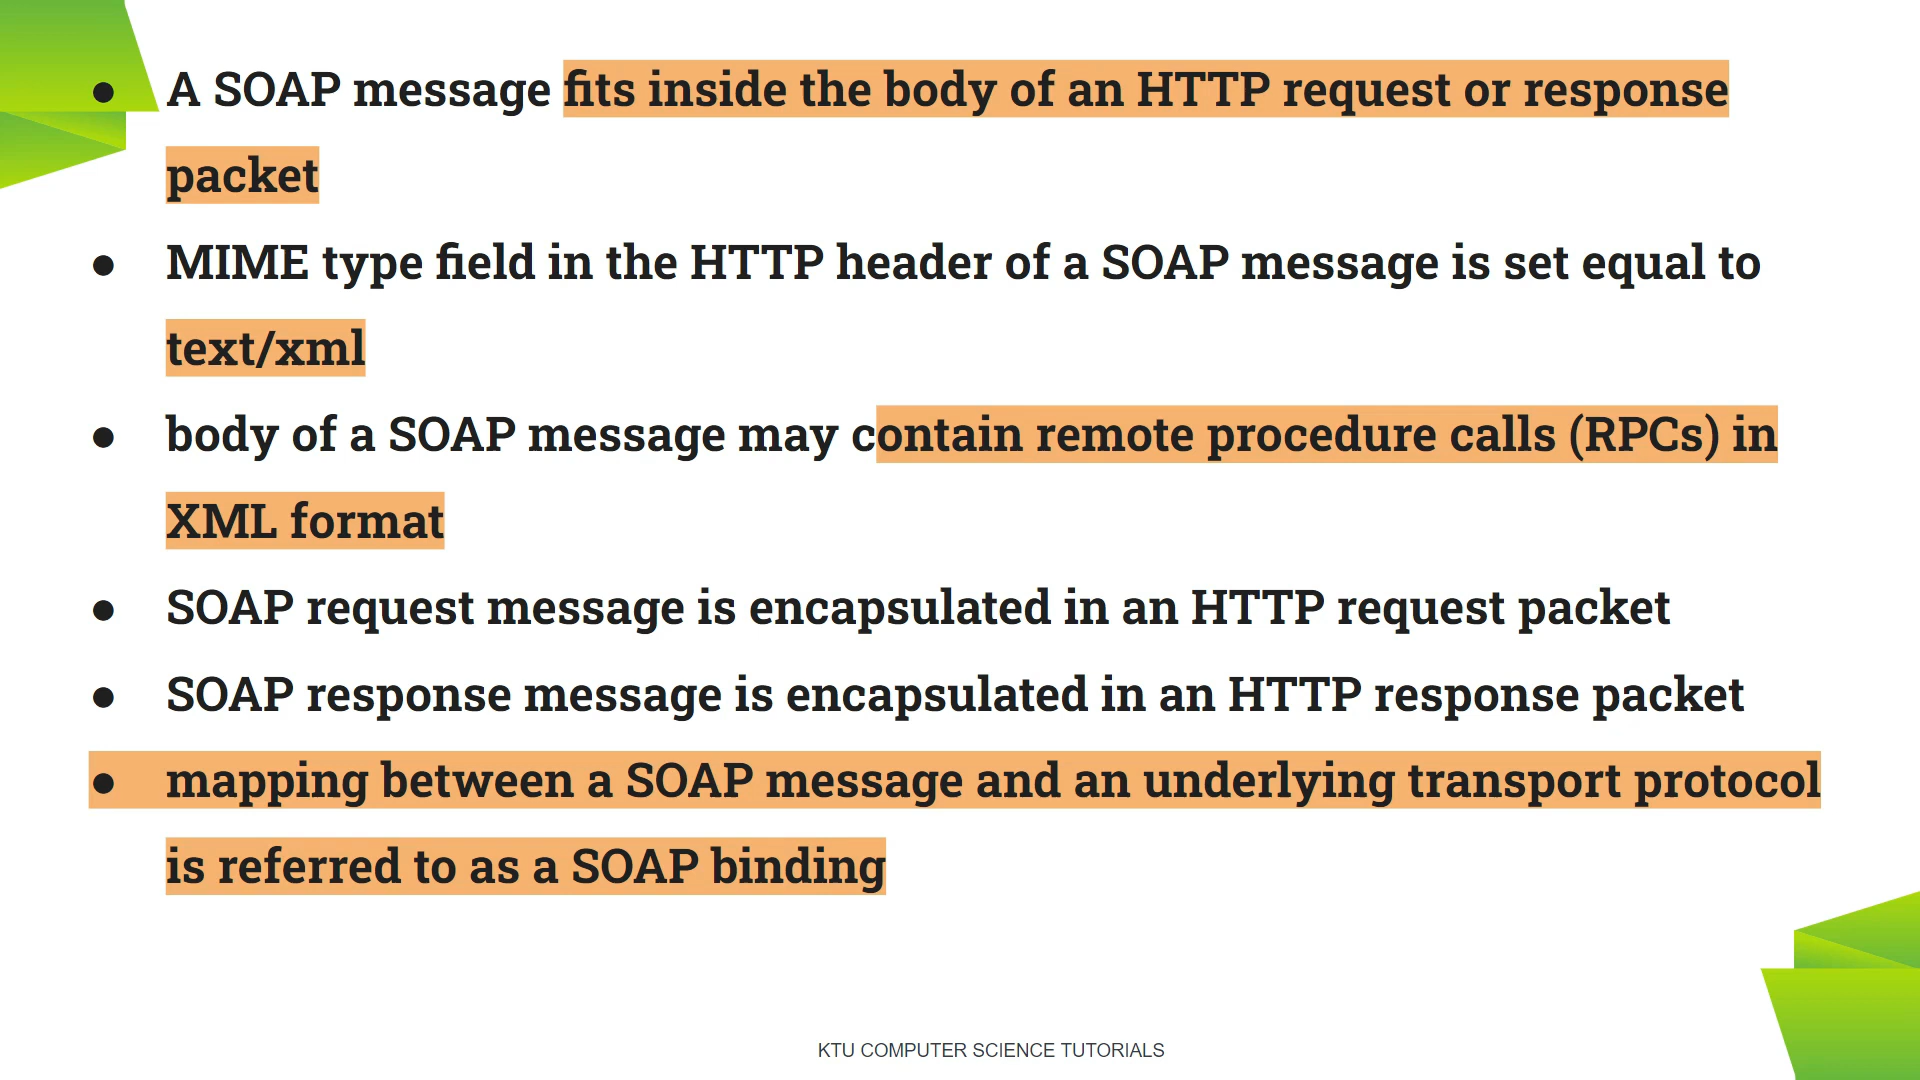 ● A SOAP message fits inside the body of an HTTP request or response
packet
● MIME type field in the HTTP header of a SOAP message is set equal to
text/xml
● body of a SOAP message may contain remote procedure calls (RPCs) in
XML format
● SOAP request message is encapsulated in an HTTP request packet
● SOAP response message is encapsulated in an HTTP response packet
● mapping between a SOAP message and an underlying transport protocol
is referred to as a SOAP binding
KTU COMPUTER SCIENCE TUTORIALS